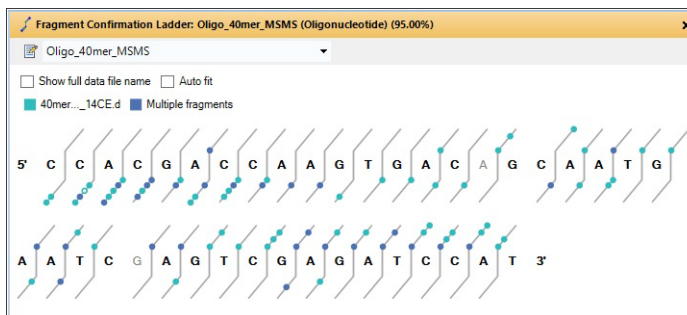 Fragment Confirmation Ladder: Oligo_40mer_MSMS (Oligonucleotide) (95.00%)
Oligo_40mer_MSMS
Show full data file name Auto fit
40mer..._14CE.d Multiple fragments
5' C C A C G A C C A A G T G A C A G C A A T G
A A T C G A G T C G A G A T C C A T 3'